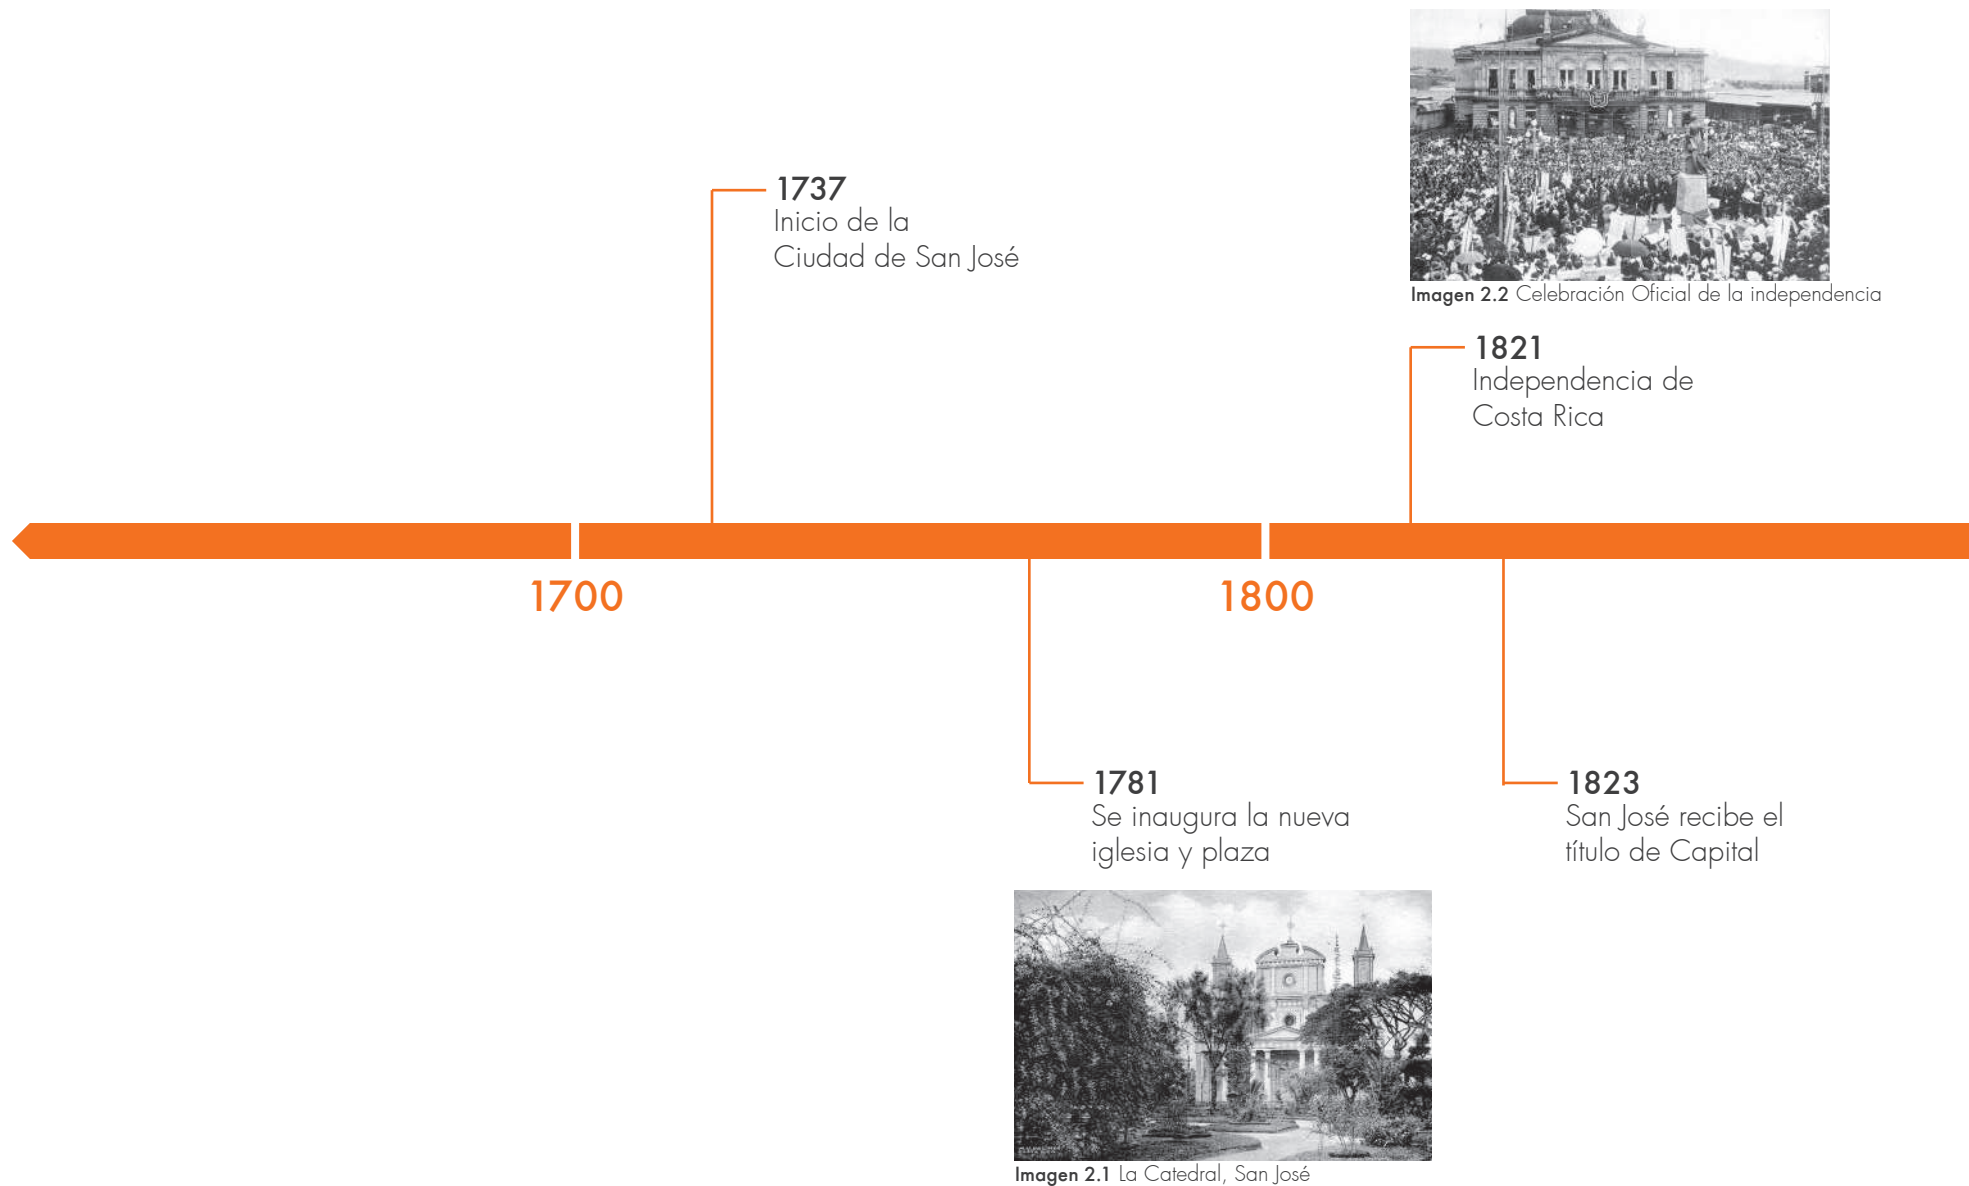 1737
Inicio de la
Ciudad de San José
Imagen 2.2 Celebración Oficial de la independencia
1821
Independencia de
Costa Rica
1700
1800
1781
Se inaugura la nueva
iglesia y plaza
1823
San José recibe el
título de Capital
Imagen 2.1 La Catedral, San José